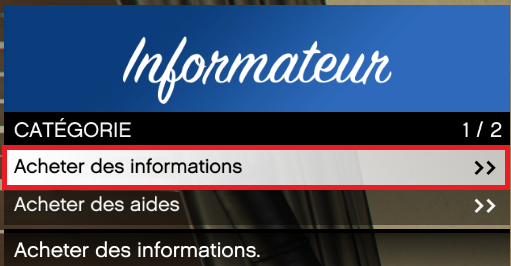 Informateur
CATÉGORIE 1 / 2
Acheter des informations >>
Acheter des aides >>
Acheter des informations.